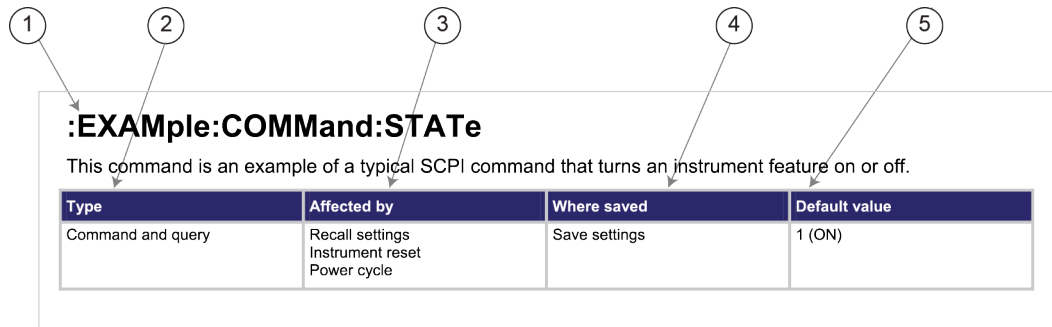 1 2 3 4 5
:EXAMple:COMMand:STATe
This command is an example of a typical SCPI command that turns an instrument feature on or off.
Type Affected by Where saved Default value
Command and query Recall settings Save settings 1 (ON)
Instrument reset
Power cycle